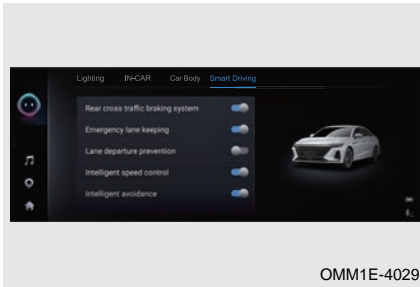 Lighting IN-CAR Car Body Smart Driving
Rear cross traffic braking system
Emergency lane keeping
Lane departure prevention
Intelligent speed control
Intelligent avoidance
OMM1E-4029